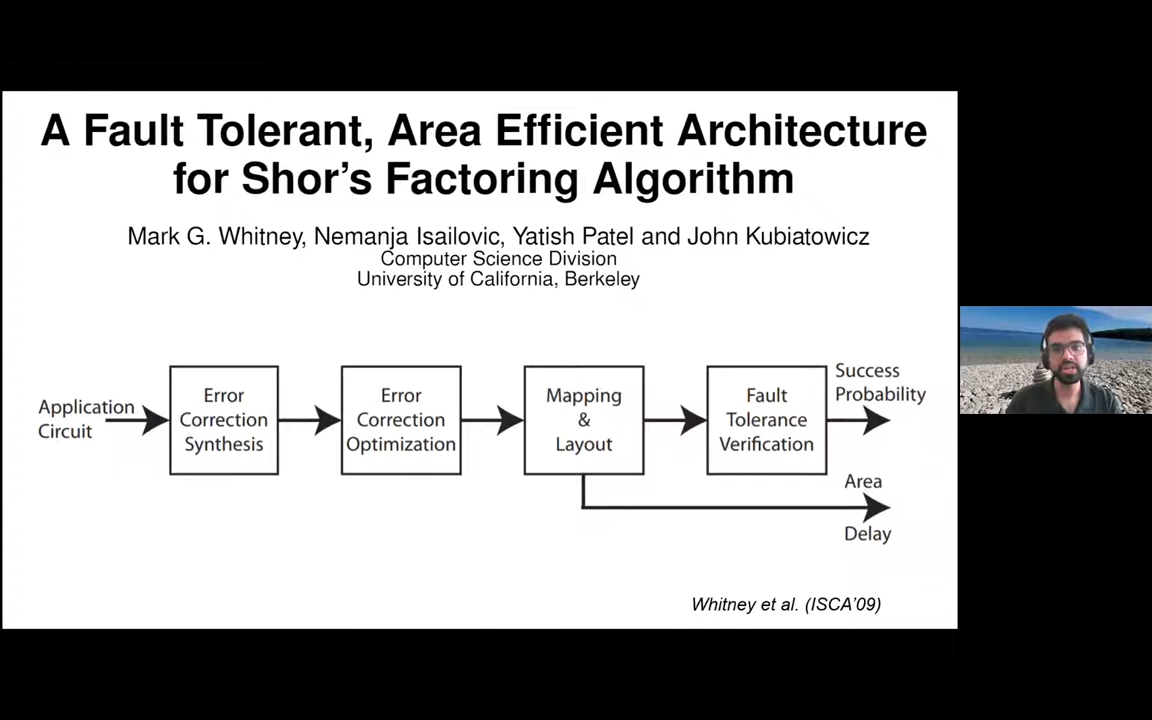 A Fault Tolerant, Area Efficient Architecture
for Shor's Factoring Algorithm
Mark G. Whitney, Nemanja Isailovic, Yatish Patel and John Kubiatowicz
Computer Science Division
University of California, Berkeley
Application
Circuit
Error
Correction
Synthesis
Error
Correction
Optimization
Mapping
&
Layout
Fault
Tolerance
Verification
Success
Probability
Area
Delay
Whitney et al. (ISCA'09)